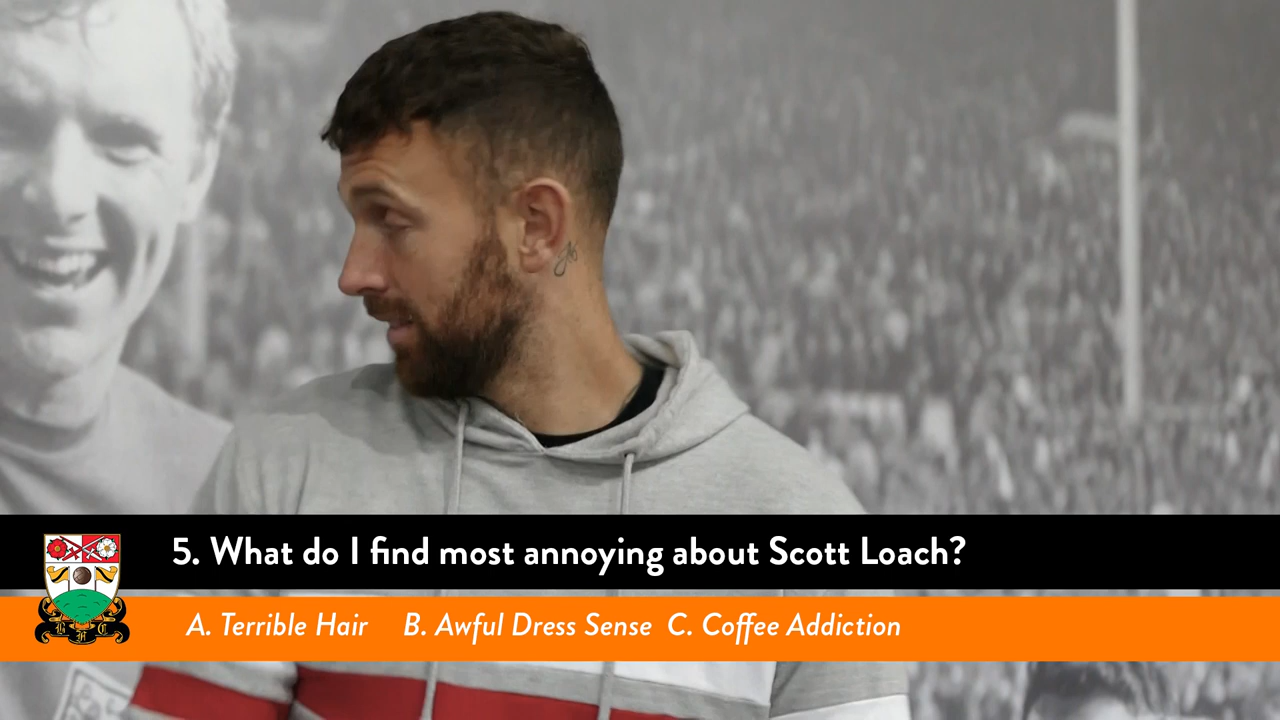 5. What do I find most annoying about Scott Loach?
A. Terrible Hair B. Awful Dress Sense C. Coffee Addiction
B F C